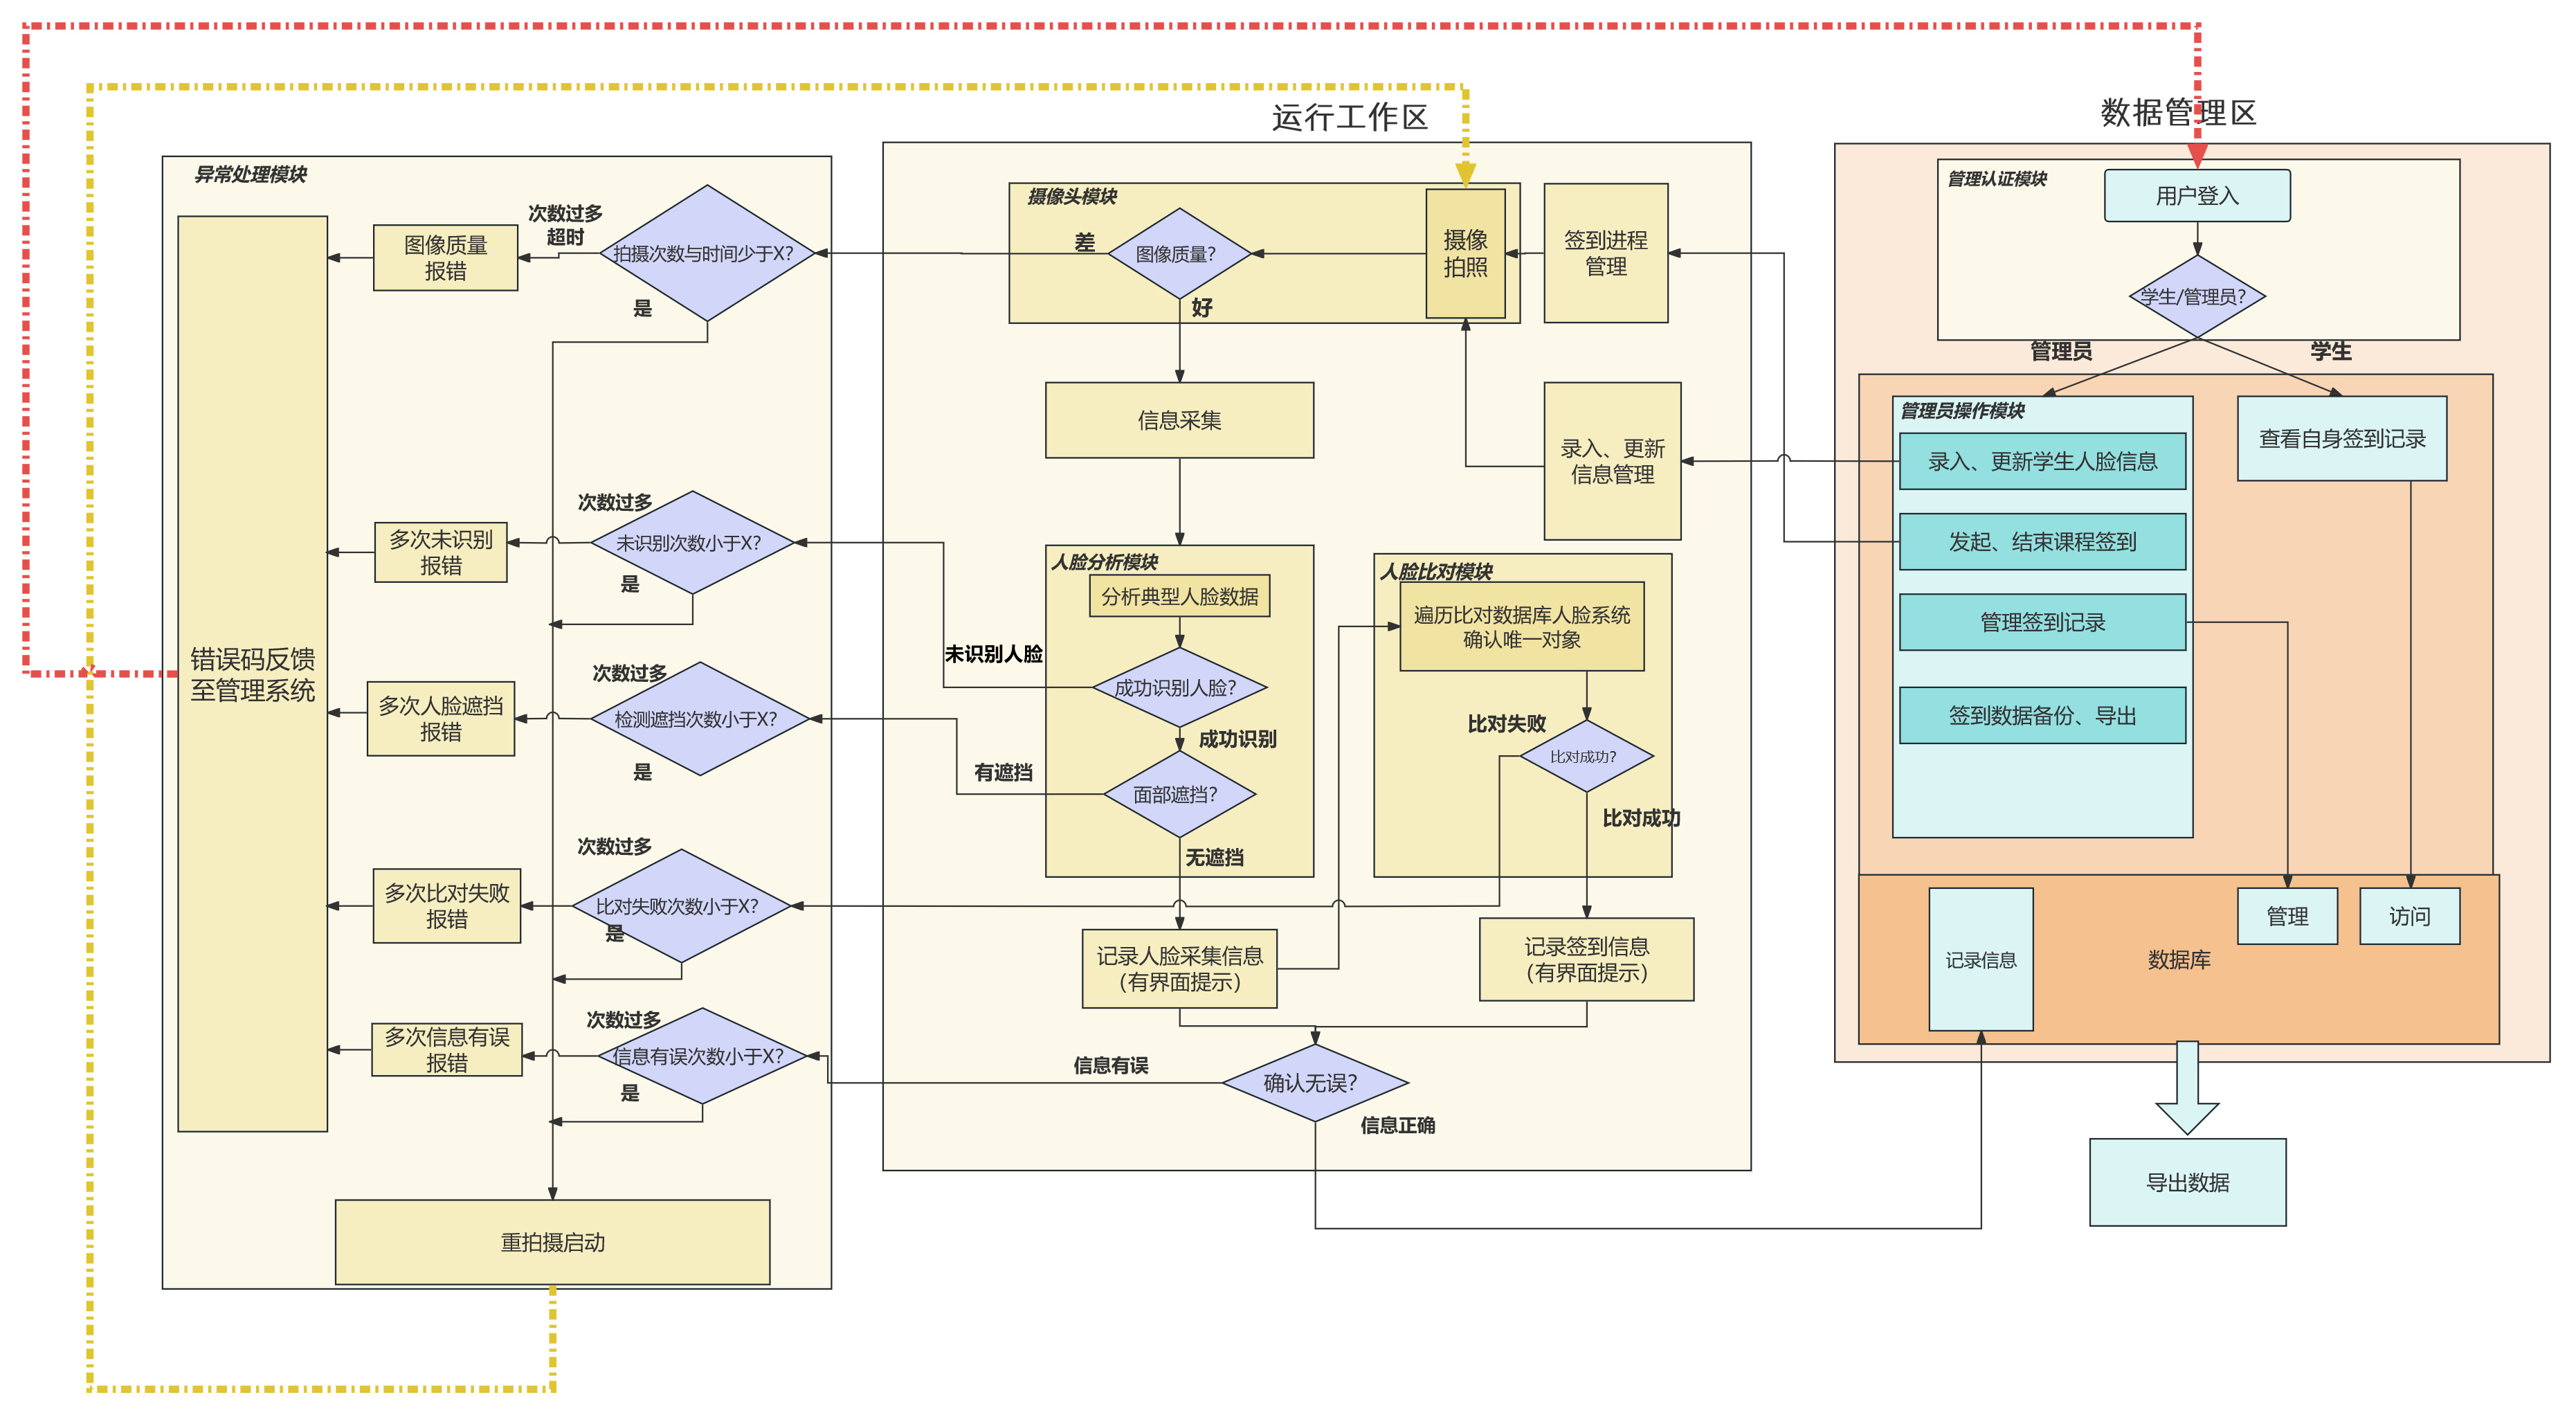 运行工作区
数据管理区
异常处理模块
次数过多
超时
拍摄次数与时间少于X?
是
图像质量
报错
多次未识别
报错
次数过多
未识别次数小于X?
是
错误码反馈
至管理系统
多次人脸遮挡
报错
次数过多
检测遮挡次数小于X?
是
多次比对失败
报错
次数过多
比对失败次数小于X?
是
多次信息有误
报错
次数过多
信息有误次数小于X?
是
重拍摄启动
摄像头模块
差
图像质量?
好
摄像
拍照
签到进程
管理
信息采集
录入、更新
信息管理
人脸分析模块
分析典型人脸数据
未识别人脸
成功识别人脸?
成功识别
有遮挡
面部遮挡?
无遮挡
人脸比对模块
遍历比对数据库人脸系统
确认唯一对象
比对失败
比对成功?
比对成功
记录人脸采集信息
(有界面提示)
记录签到信息
(有界面提示)
信息有误
确认无误?
信息正确
管理认证模块
用户登入
学生/管理员?
管理员
学生
管理员操作模块
录入、更新学生人脸信息
发起、结束课程签到
管理签到记录
签到数据备份、导出
查看自身签到记录
记录信息
数据库
管理
访问
导出数据